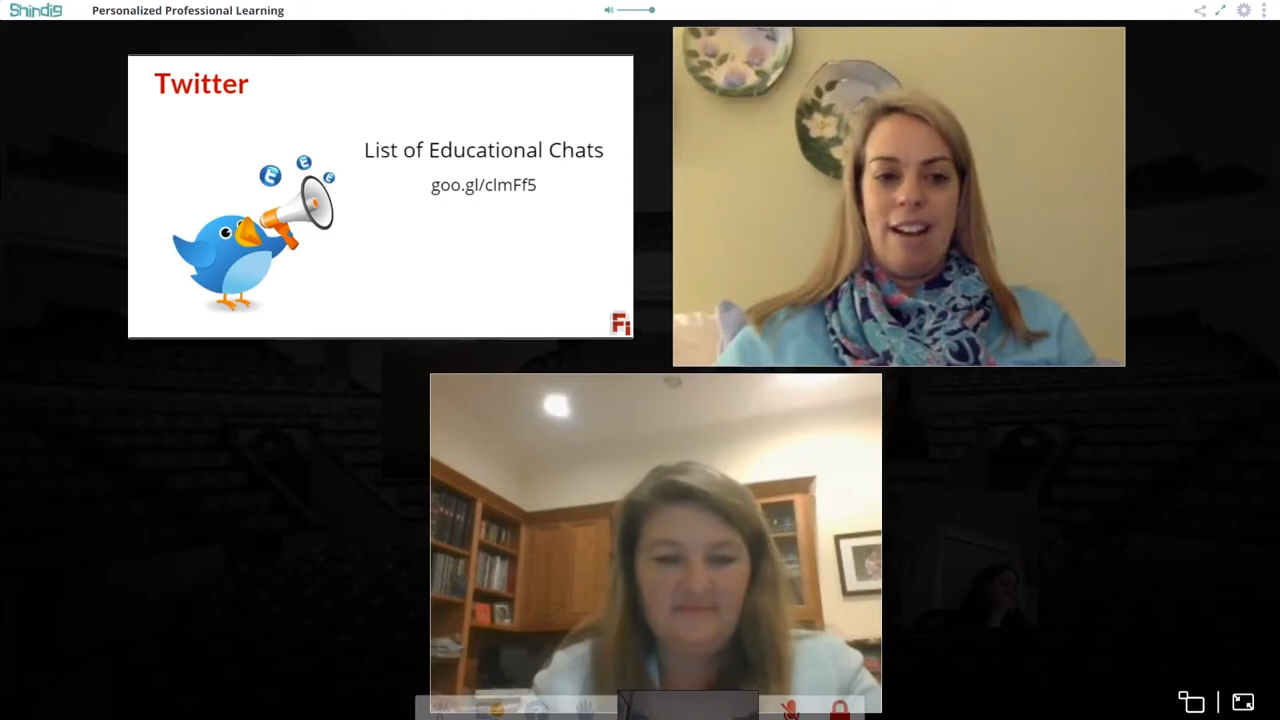 Shindig
Personalized Professional Learning
Twitter
List of Educational Chats
goo.gl/clmFf5
Fi